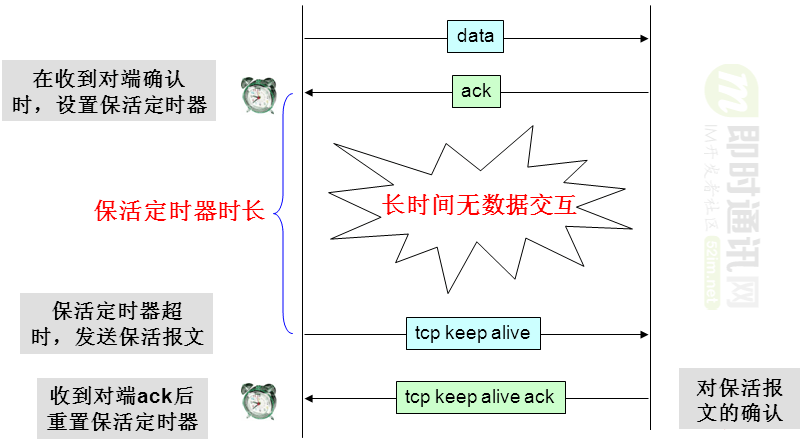 data
在收到对端确认
时，设置保活定时器
ack
保活定时器时长
长时间无数据交互
保活定时器超
时，发送保活报文
tcp keep alive
收到对端ack后
重置保活定时器
tcp keep alive ack
对保活报
文的确认
即时通讯网
IM开发者社区
52im.net